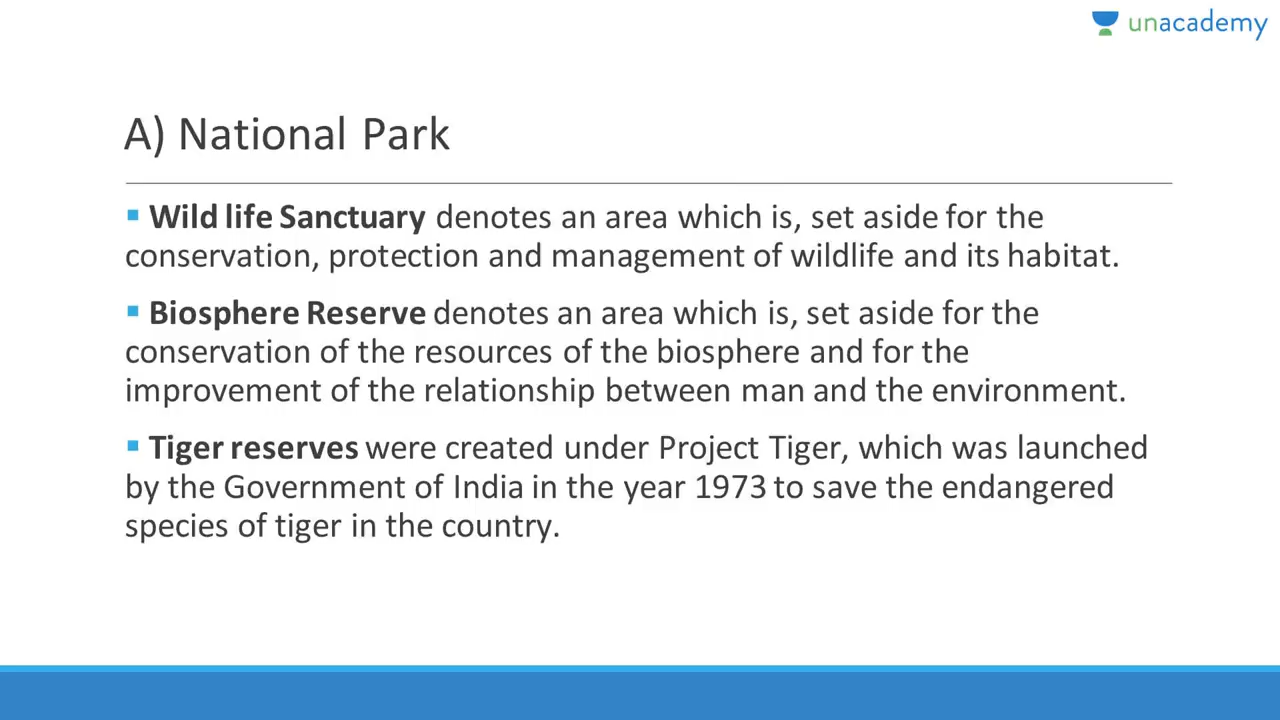 unacademy
A) National Park
▪ Wild life Sanctuary denotes an area which is, set aside for the
conservation, protection and management of wildlife and its habitat.
▪ Biosphere Reserve denotes an area which is, set aside for the
conservation of the resources of the biosphere and for the
improvement of the relationship between man and the environment.
▪ Tiger reserves were created under Project Tiger, which was launched
by the Government of India in the year 1973 to save the endangered
species of tiger in the country.